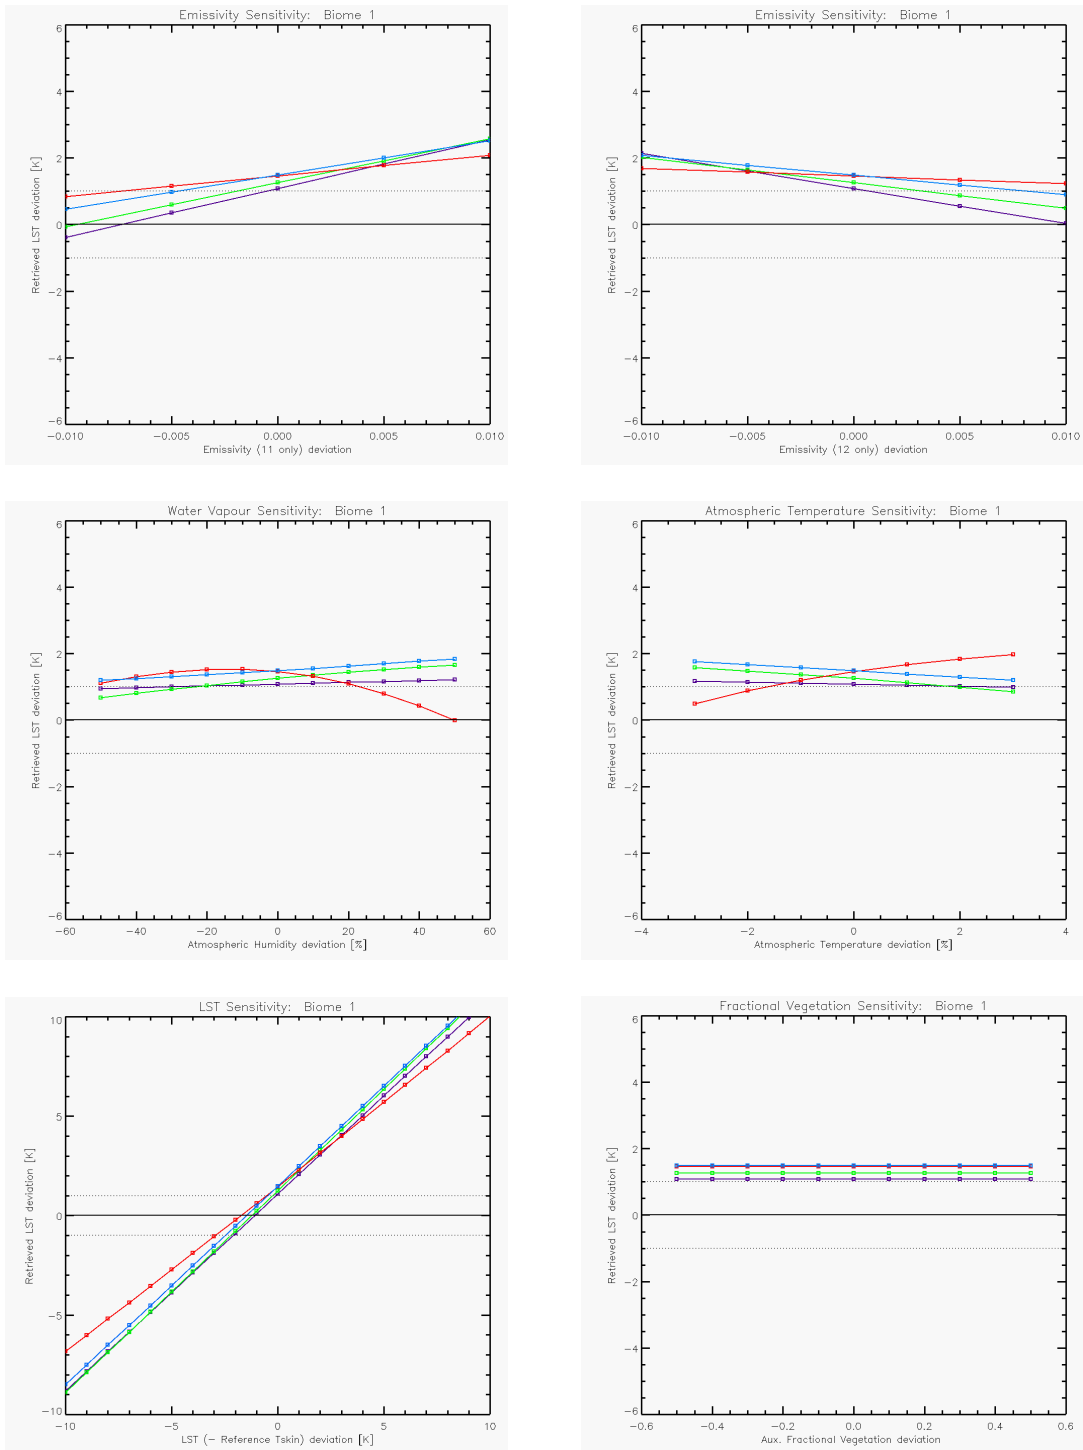 Emissivity Sensitivity: Biome 1
6
4
2
0
−2
−4
−6
Retrieved LST deviation [K]
−0.010 −0.005 0.000 0.005 0.010
Emissivity (11 only) deviation
Emissivity Sensitivity: Biome 1
6
4
2
0
−2
−4
−6
Retrieved LST deviation [K]
−0.010 −0.005 0.000 0.005 0.010
Emissivity (12 only) deviation
Water Vapour Sensitivity: Biome 1
6
4
2
0
−2
−4
−6
Retrieved LST deviation [K]
−60 −40 −20 0 20 40 60
Atmospheric Humidity deviation [%]
Atmospheric Temperature Sensitivity: Biome 1
6
4
2
0
−2
−4
−6
Retrieved LST deviation [K]
−4 −2 0 2 4
Atmospheric Temperature deviation [%]
LST Sensitivity: Biome 1
10
5
0
−5
−10
Retrieved LST deviation [K]
−10 −5 0 5 10
LST (− Reference Tskin) deviation [K]
Fractional Vegetation Sensitivity: Biome 1
6
4
2
0
−2
−4
−6
Retrieved LST deviation [K]
−0.6 −0.4 −0.2 0.0 0.2 0.4 0.6
Aux. Fractional Vegetation deviation